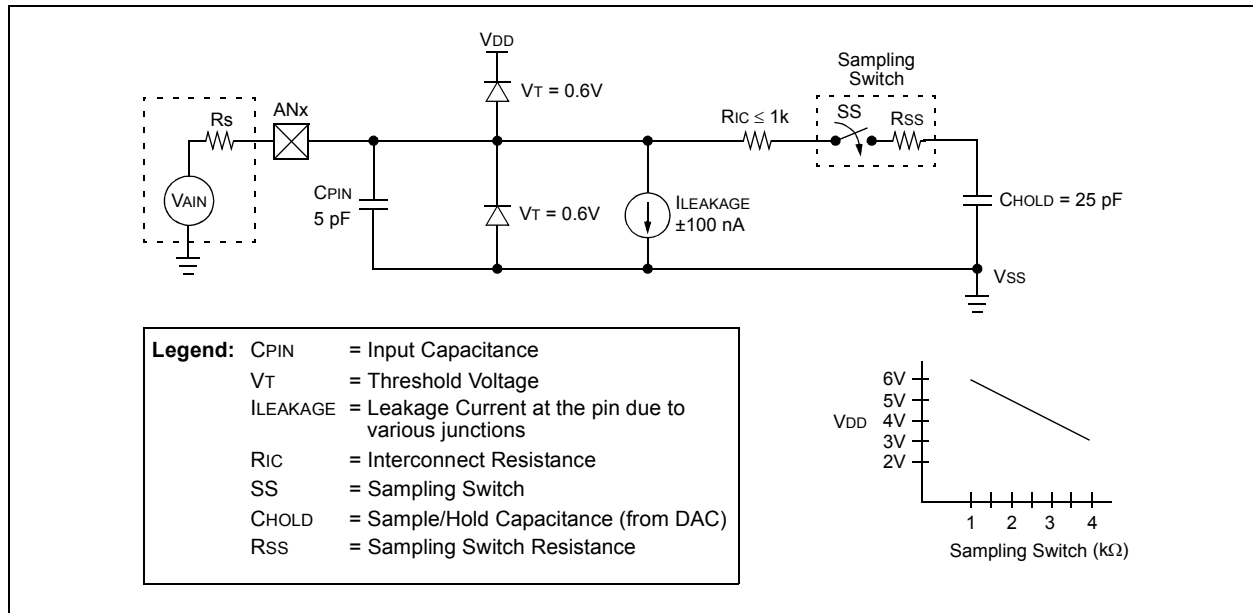 VDD
Sampling
Switch
VT = 0.6V
ANx
Rs
RIC ≤ 1k
SS
RSS
VAIN
CPIN
5 pF
VT = 0.6V
ILEAKAGE
±100 nA
CHOLD = 25 pF
VSS
Legend: CPIN = Input Capacitance
VT = Threshold Voltage
ILEAKAGE = Leakage Current at the pin due to
various junctions
RIC = Interconnect Resistance
SS = Sampling Switch
CHOLD = Sample/Hold Capacitance (from DAC)
RSS = Sampling Switch Resistance
6V
5V
VDD 4V
3V
2V
1 2 3 4
Sampling Switch (kΩ)